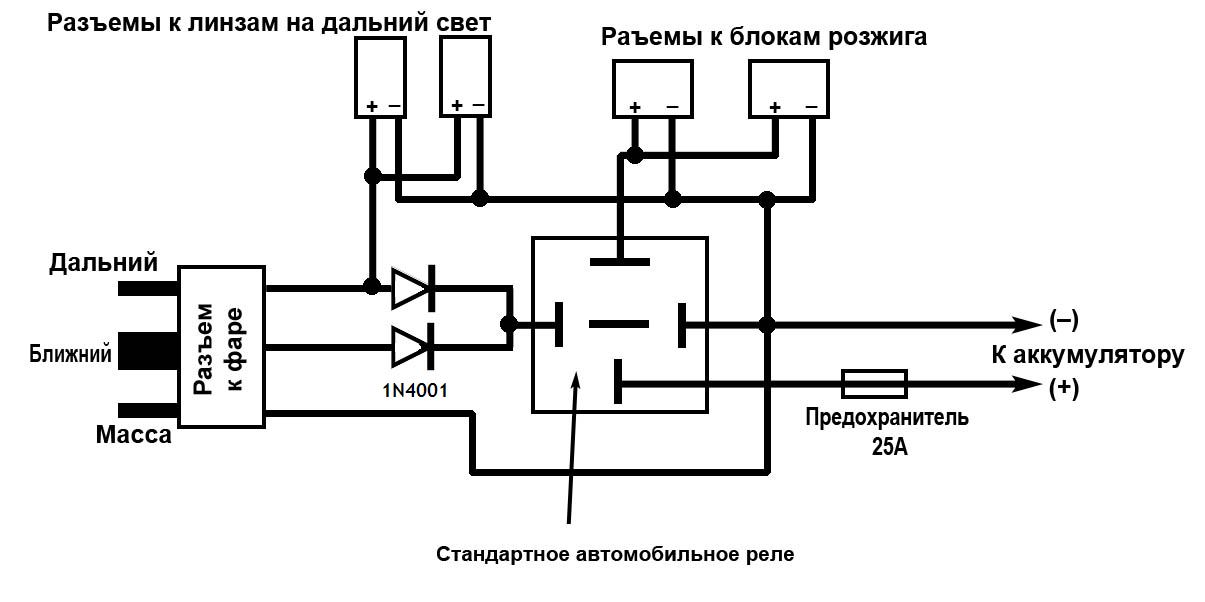 Разъемы к линзам на дальний свет
Раъемы к блокам розжига
+ –
+ –
+ –
+ –
Дальний
Ближний
Масса
Разъем
к фаре
1N4001
(–)
К аккумулятору
(+)
Предохранитель
25А
Стандартное автомобильное реле